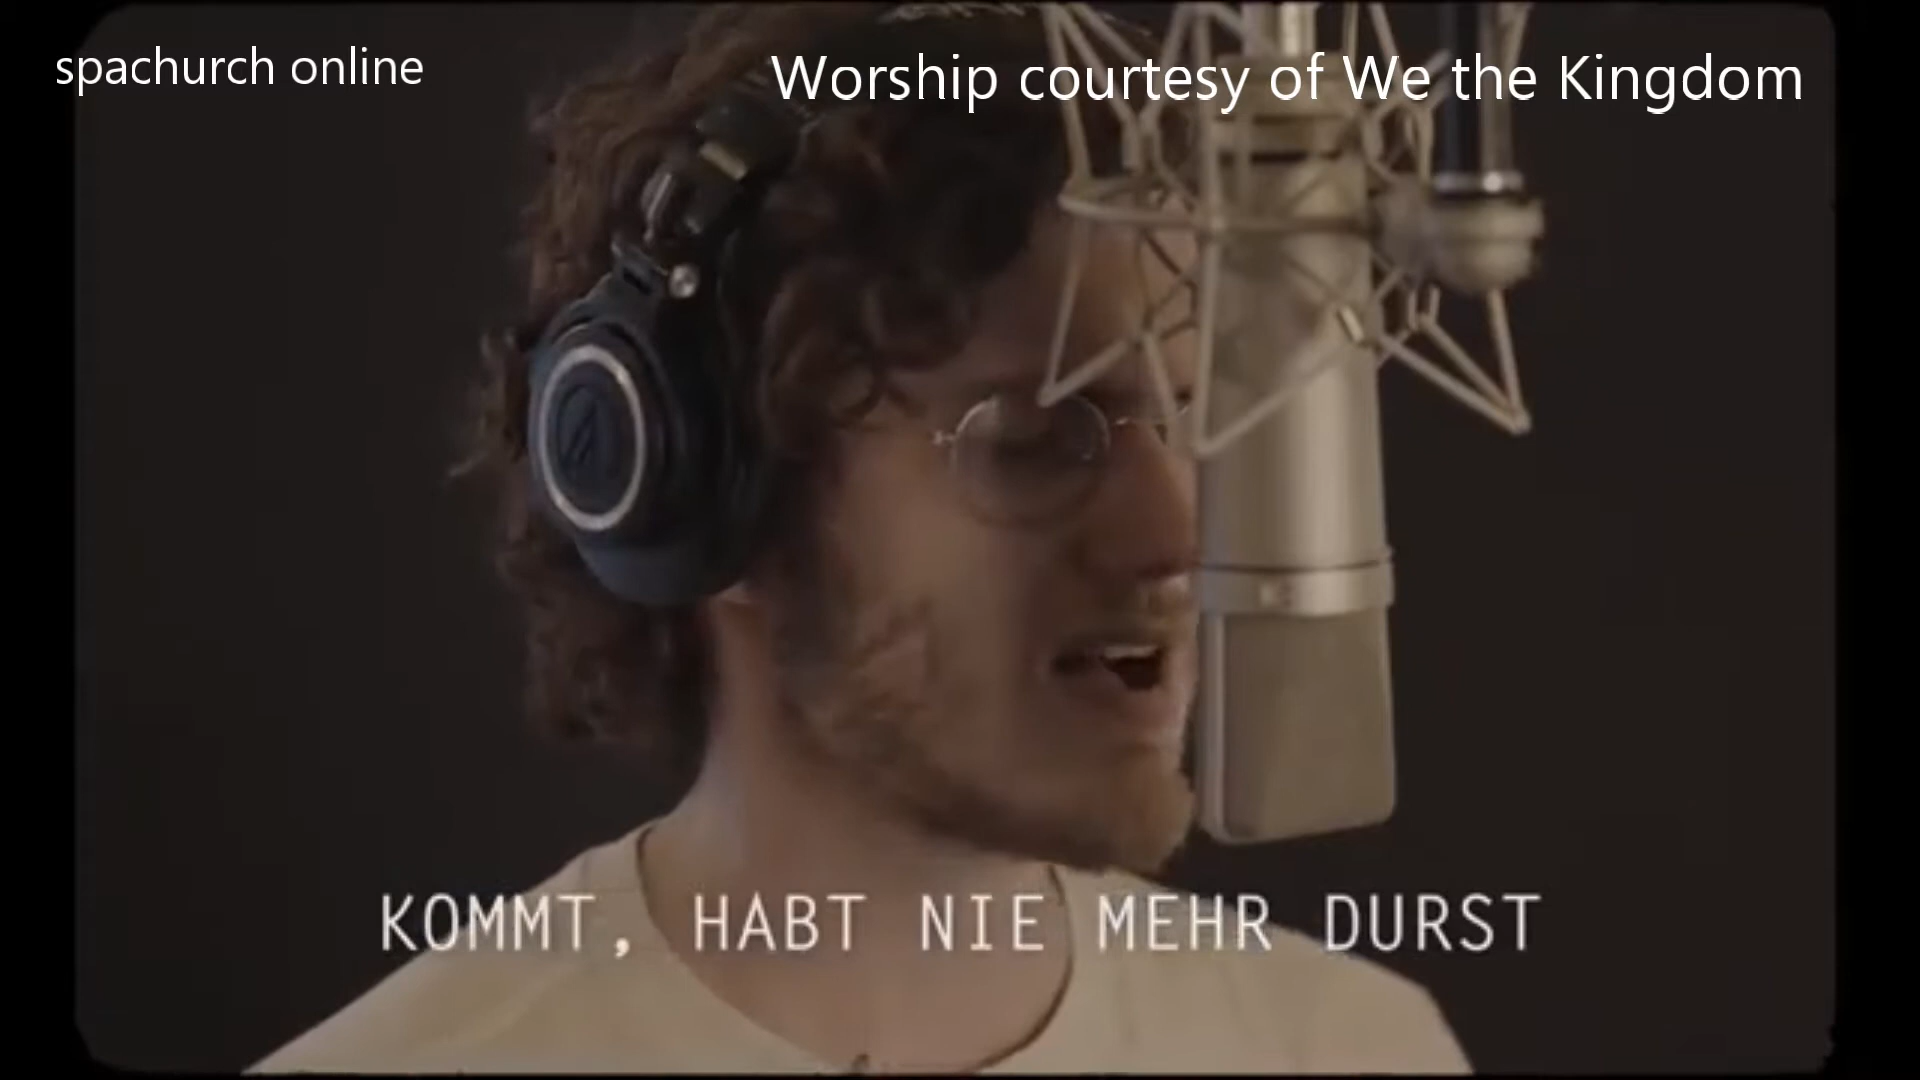 spachurch online
Worship courtesy of We the Kingdom
KOMMT, HABT NIE MEHR DURST